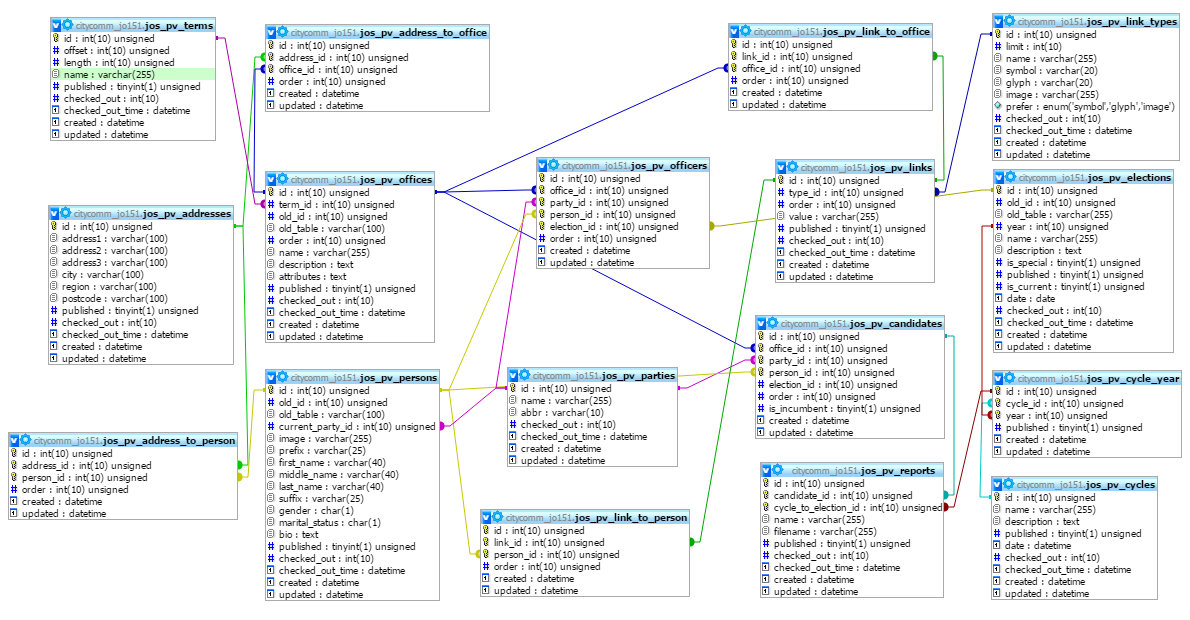 citycomm_jo151.jos_pv_terms
id : int(10) unsigned
offset : int(10) unsigned
length : int(10) unsigned
name : varchar(255)
published : tinyint(1) unsigned
checked_out : int(10)
checked_out_time : datetime
created : datetime
updated : datetime
citycomm_jo151.jos_pv_address_to_office
id : int(10) unsigned
address_id : int(10) unsigned
office_id : int(10) unsigned
order : int(10) unsigned
created : datetime
updated : datetime
citycomm_jo151.jos_pv_link_to_office
id : int(10) unsigned
link_id : int(10) unsigned
office_id : int(10) unsigned
order : int(10) unsigned
created : datetime
updated : datetime
citycomm_jo151.jos_pv_link_types
id : int(10) unsigned
limit : int(10)
name : varchar(255)
symbol : varchar(20)
glyph : varchar(20)
image : varchar(255)
prefer : enum('symbol','glyph','image')
checked_out : int(10)
checked_out_time : datetime
created : datetime
updated : datetime
citycomm_jo151.jos_pv_addresses
id : int(10) unsigned
address1 : varchar(100)
address2 : varchar(100)
address3 : varchar(100)
city : varchar(100)
region : varchar(100)
postcode : varchar(100)
published : tinyint(1) unsigned
checked_out : int(10)
checked_out_time : datetime
created : datetime
updated : datetime
citycomm_jo151.jos_pv_offices
id : int(10) unsigned
term_id : int(10) unsigned
old_id : int(10) unsigned
old_table : varchar(100)
order : int(10) unsigned
name : varchar(255)
description : text
attributes : text
published : tinyint(1) unsigned
checked_out : int(10)
checked_out_time : datetime
created : datetime
updated : datetime
citycomm_jo151.jos_pv_officers
id : int(10) unsigned
office_id : int(10) unsigned
party_id : int(10) unsigned
person_id : int(10) unsigned
election_id : int(10) unsigned
order : int(10) unsigned
created : datetime
updated : datetime
citycomm_jo151.jos_pv_links
id : int(10) unsigned
type_id : int(10) unsigned
order : int(10) unsigned
value : varchar(255)
published : tinyint(1) unsigned
checked_out : int(10)
checked_out_time : datetime
created : datetime
updated : datetime
citycomm_jo151.jos_pv_elections
id : int(10) unsigned
old_id : int(10) unsigned
old_table : varchar(255)
year : int(10) unsigned
name : varchar(255)
description : text
is_special : tinyint(1) unsigned
published : tinyint(1) unsigned
is_current : tinyint(1) unsigned
date : date
checked_out : int(10)
checked_out_time : datetime
created : datetime
updated : datetime
citycomm_jo151.jos_pv_address_to_person
id : int(10) unsigned
address_id : int(10) unsigned
person_id : int(10) unsigned
order : int(10) unsigned
created : datetime
updated : datetime
citycomm_jo151.jos_pv_persons
id : int(10) unsigned
old_id : int(10) unsigned
old_table : varchar(100)
current_party_id : int(10) unsigned
image : varchar(255)
prefix : varchar(25)
first_name : varchar(40)
middle_name : varchar(40)
last_name : varchar(40)
suffix : varchar(25)
gender : char(1)
marital_status : char(1)
bio : text
published : tinyint(1) unsigned
checked_out : int(10)
checked_out_time : datetime
created : datetime
updated : datetime
citycomm_jo151.jos_pv_parties
id : int(10) unsigned
name : varchar(255)
abbr : varchar(10)
checked_out : int(10)
checked_out_time : datetime
created : datetime
updated : datetime
citycomm_jo151.jos_pv_link_to_person
id : int(10) unsigned
link_id : int(10) unsigned
person_id : int(10) unsigned
order : int(10) unsigned
created : datetime
updated : datetime
citycomm_jo151.jos_pv_candidates
id : int(10) unsigned
office_id : int(10) unsigned
party_id : int(10) unsigned
person_id : int(10) unsigned
election_id : int(10) unsigned
order : int(10) unsigned
is_incumbent : tinyint(1) unsigned
created : datetime
updated : datetime
citycomm_jo151.jos_pv_reports
id : int(10) unsigned
candidate_id : int(10) unsigned
cycle_to_election_id : int(10) unsigned
name : varchar(255)
filename : varchar(255)
published : tinyint(1) unsigned
checked_out : int(10)
checked_out_time : datetime
created : datetime
updated : datetime
citycomm_jo151.jos_pv_cycle_year
id : int(10) unsigned
cycle_id : int(10) unsigned
year : int(10) unsigned
published : tinyint(1) unsigned
created : datetime
updated : datetime
citycomm_jo151.jos_pv_cycles
id : int(10) unsigned
name : varchar(255)
description : text
published : tinyint(1) unsigned
date : datetime
checked_out : int(10)
checked_out_time : datetime
created : datetime
updated : datetime